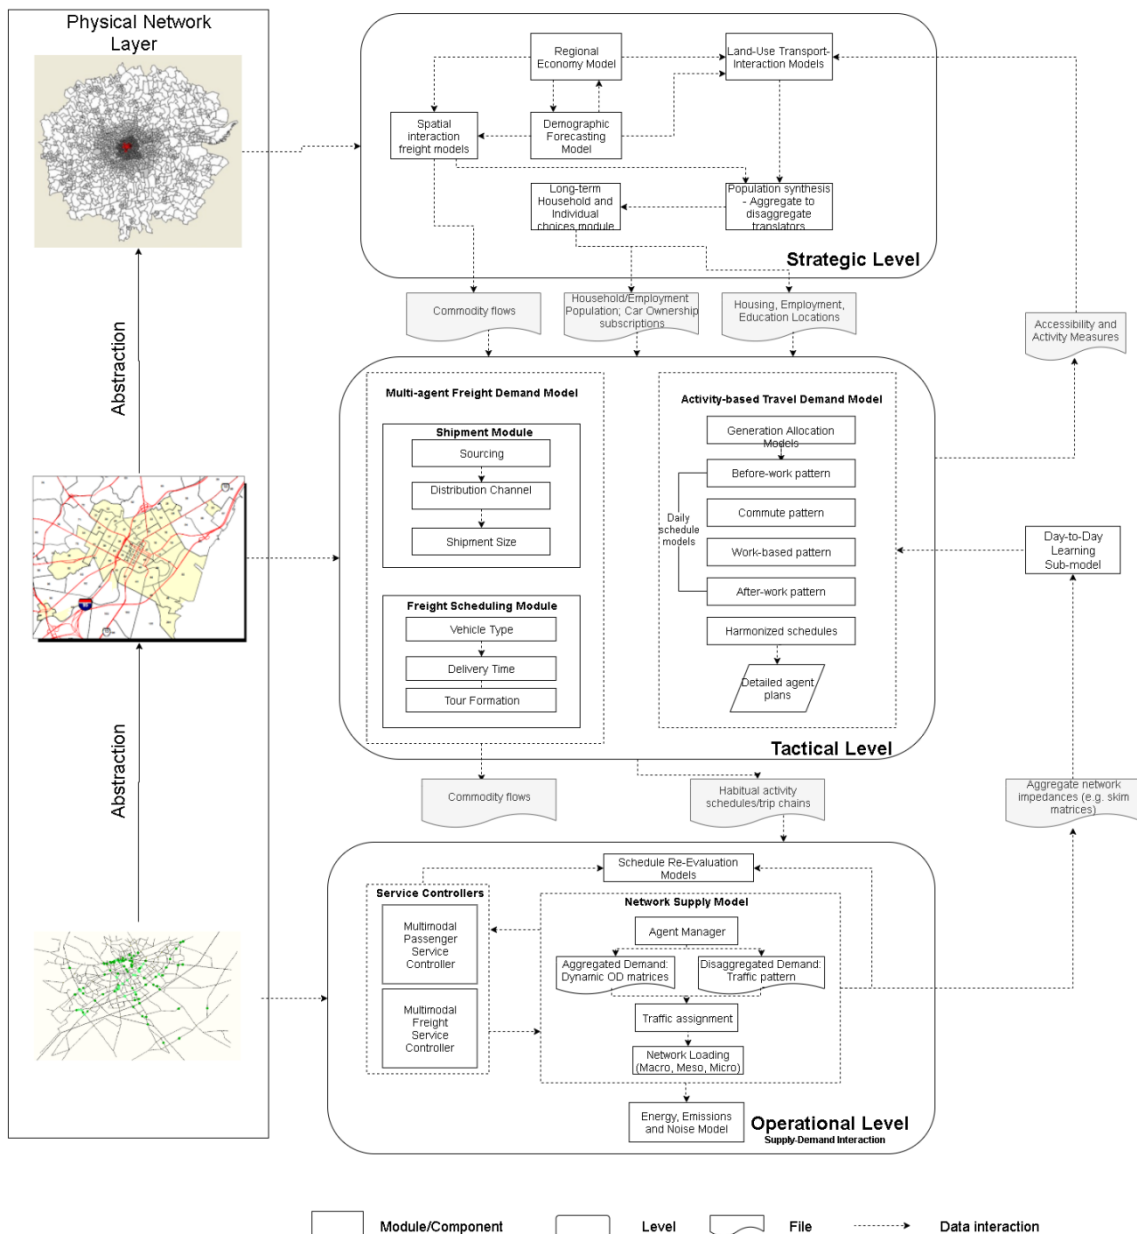 Physical Network
Layer
Abstraction
Abstraction
Regional
Economy Model
Land-Use Transport-
Interaction Models
Spatial
interaction
freight models
Demographic
Forecasting
Model
Long-term
Household and
Individual
choices module
Population synthesis
- Aggregate to
disaggregate
translators
Strategic Level
Commodity flows
Household/Employment
Population; Car Ownership
subscriptions
Housing, Employment,
Education Locations
Accessibility and
Activity Measures
Multi-agent Freight Demand Model
Shipment Module
Sourcing
Distribution Channel
Shipment Size
Freight Scheduling Module
Vehicle Type
Delivery Time
Tour Formation
Activity-based Travel Demand Model
Generation Allocation
Models
Before-work pattern
Commute pattern
Daily
schedule
models
Work-based pattern
After-work pattern
Harmonized schedules
Detailed agent
plans
Tactical Level
Day-to-Day
Learning
Sub-model
Commodity flows
Habitual activity
schedules/trip chains
Aggregate network
impedances (e.g. skim
matrices)
Schedule Re-Evaluation
Models
Service Controllers
Multimodal
Passenger
Service
Controller
Multimodal
Freight
Service
Controller
Network Supply Model
Agent Manager
Aggregated Demand:
Dynamic OD matrices
Disaggregated Demand:
Traffic pattern
Traffic assignment
Network Loading
(Macro, Meso, Micro)
Energy, Emissions
and Noise Model
Operational Level
Supply-Demand Interaction
Module/Component
Level
File
Data interaction